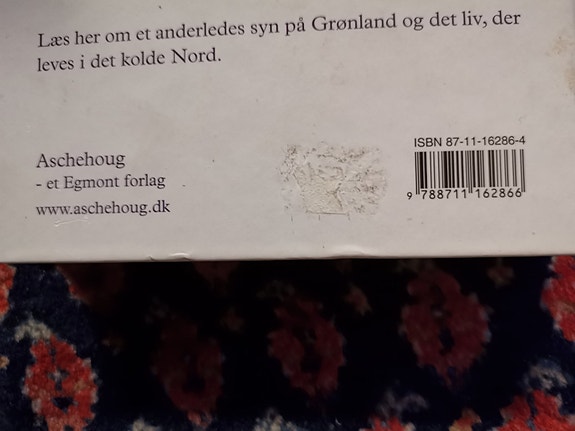 Læs her om et anderledes syn på Grønland og det liv, der
leves i det kolde Nord.
Aschehoug
- et Egmont forlag
www.aschehoug.dk
ISBN 87-11-16286-4
9 788711 162866